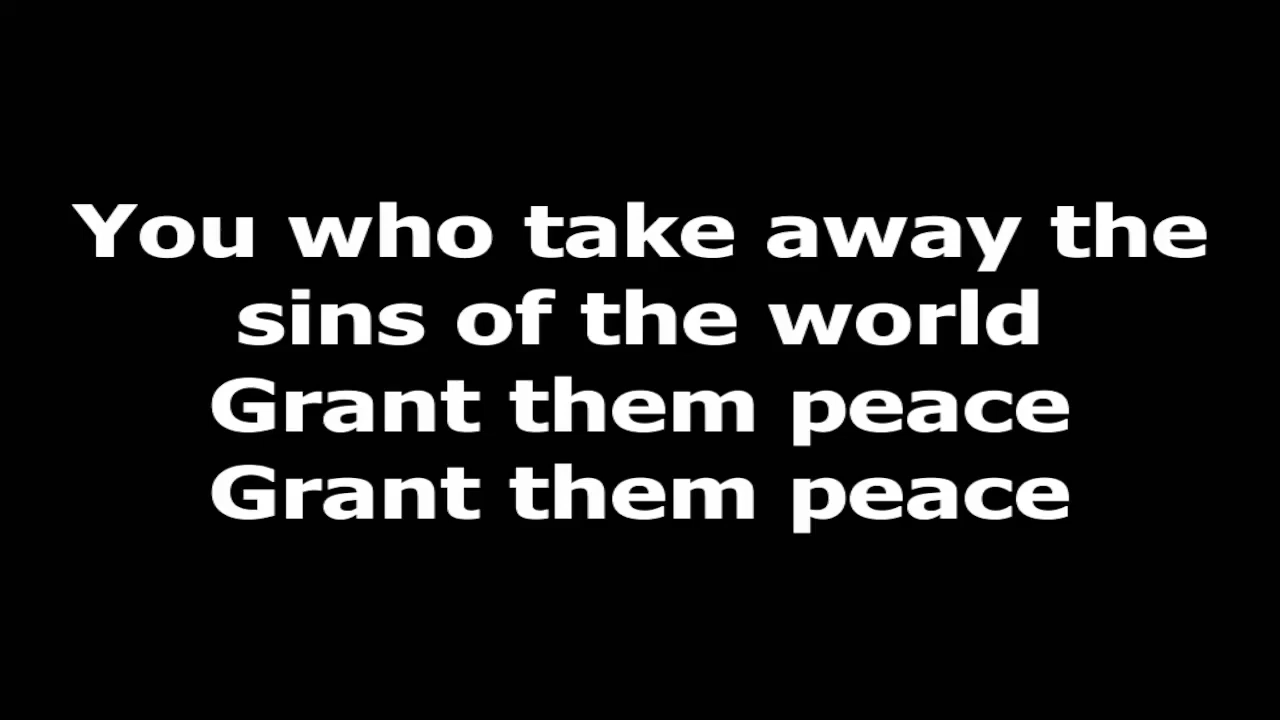 You who take away the
sins of the world
Grant them peace
Grant them peace